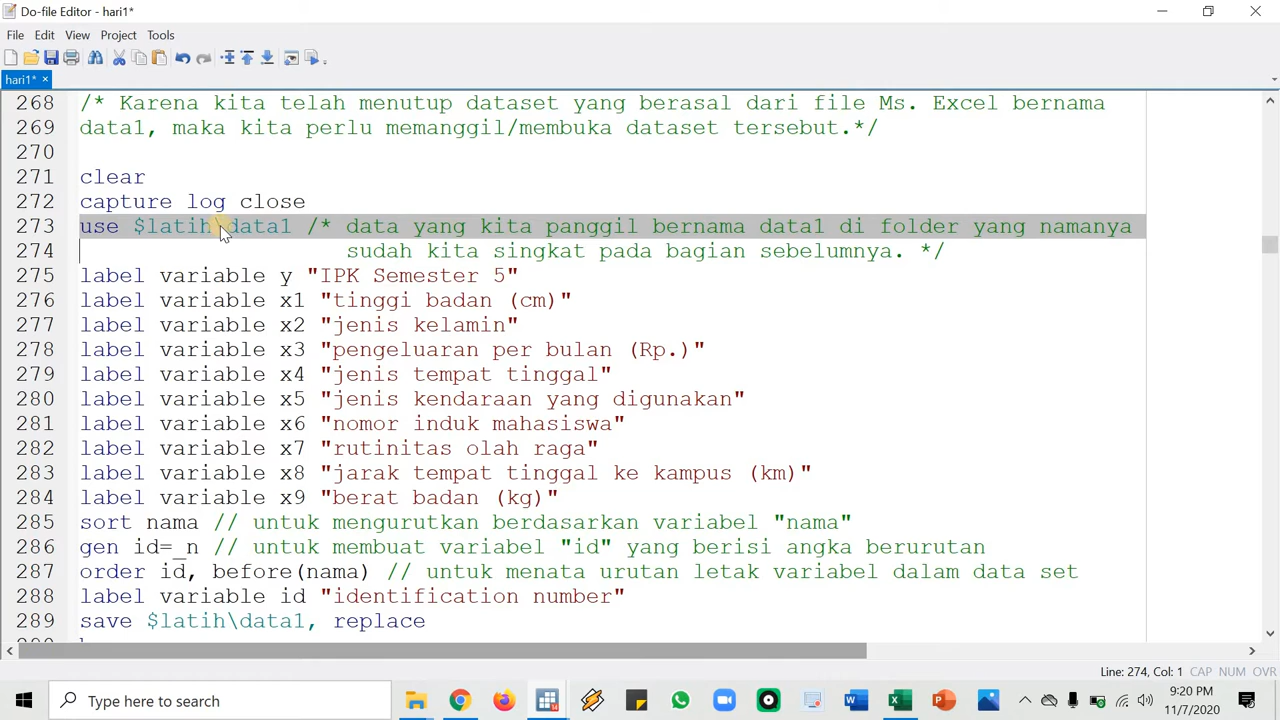 Do-file Editor - hari1*
File Edit View Project Tools
hari1* ×
268 /* Karena kita telah menutup dataset yang berasal dari file Ms. Excel bernama
269 data1, maka kita perlu memanggil/membuka dataset tersebut.*/
270
271 clear
272 capture log close
273 use $latih\data1 /* data yang kita panggil bernama data1 di folder yang namanya
274 sudah kita singkat pada bagian sebelumnya. */
275 label variable y "IPK Semester 5"
276 label variable x1 "tinggi badan (cm)"
277 label variable x2 "jenis kelamin"
278 label variable x3 "pengeluaran per bulan (Rp.)"
279 label variable x4 "jenis tempat tinggal"
280 label variable x5 "jenis kendaraan yang digunakan"
281 label variable x6 "nomor induk mahasiswa"
282 label variable x7 "rutinitas olah raga"
283 label variable x8 "jarak tempat tinggal ke kampus (km)"
284 label variable x9 "berat badan (kg)"
285 sort nama // untuk mengurutkan berdasarkan variabel "nama"
286 gen id=_n // untuk membuat variabel "id" yang berisi angka berurutan
287 order id, before(nama) // untuk menata urutan letak variabel dalam data set
288 label variable id "identification number"
289 save $latih\data1, replace
Line: 274, Col: 1 CAP NUM OVR
Type here to search
9:20 PM
11/7/2020